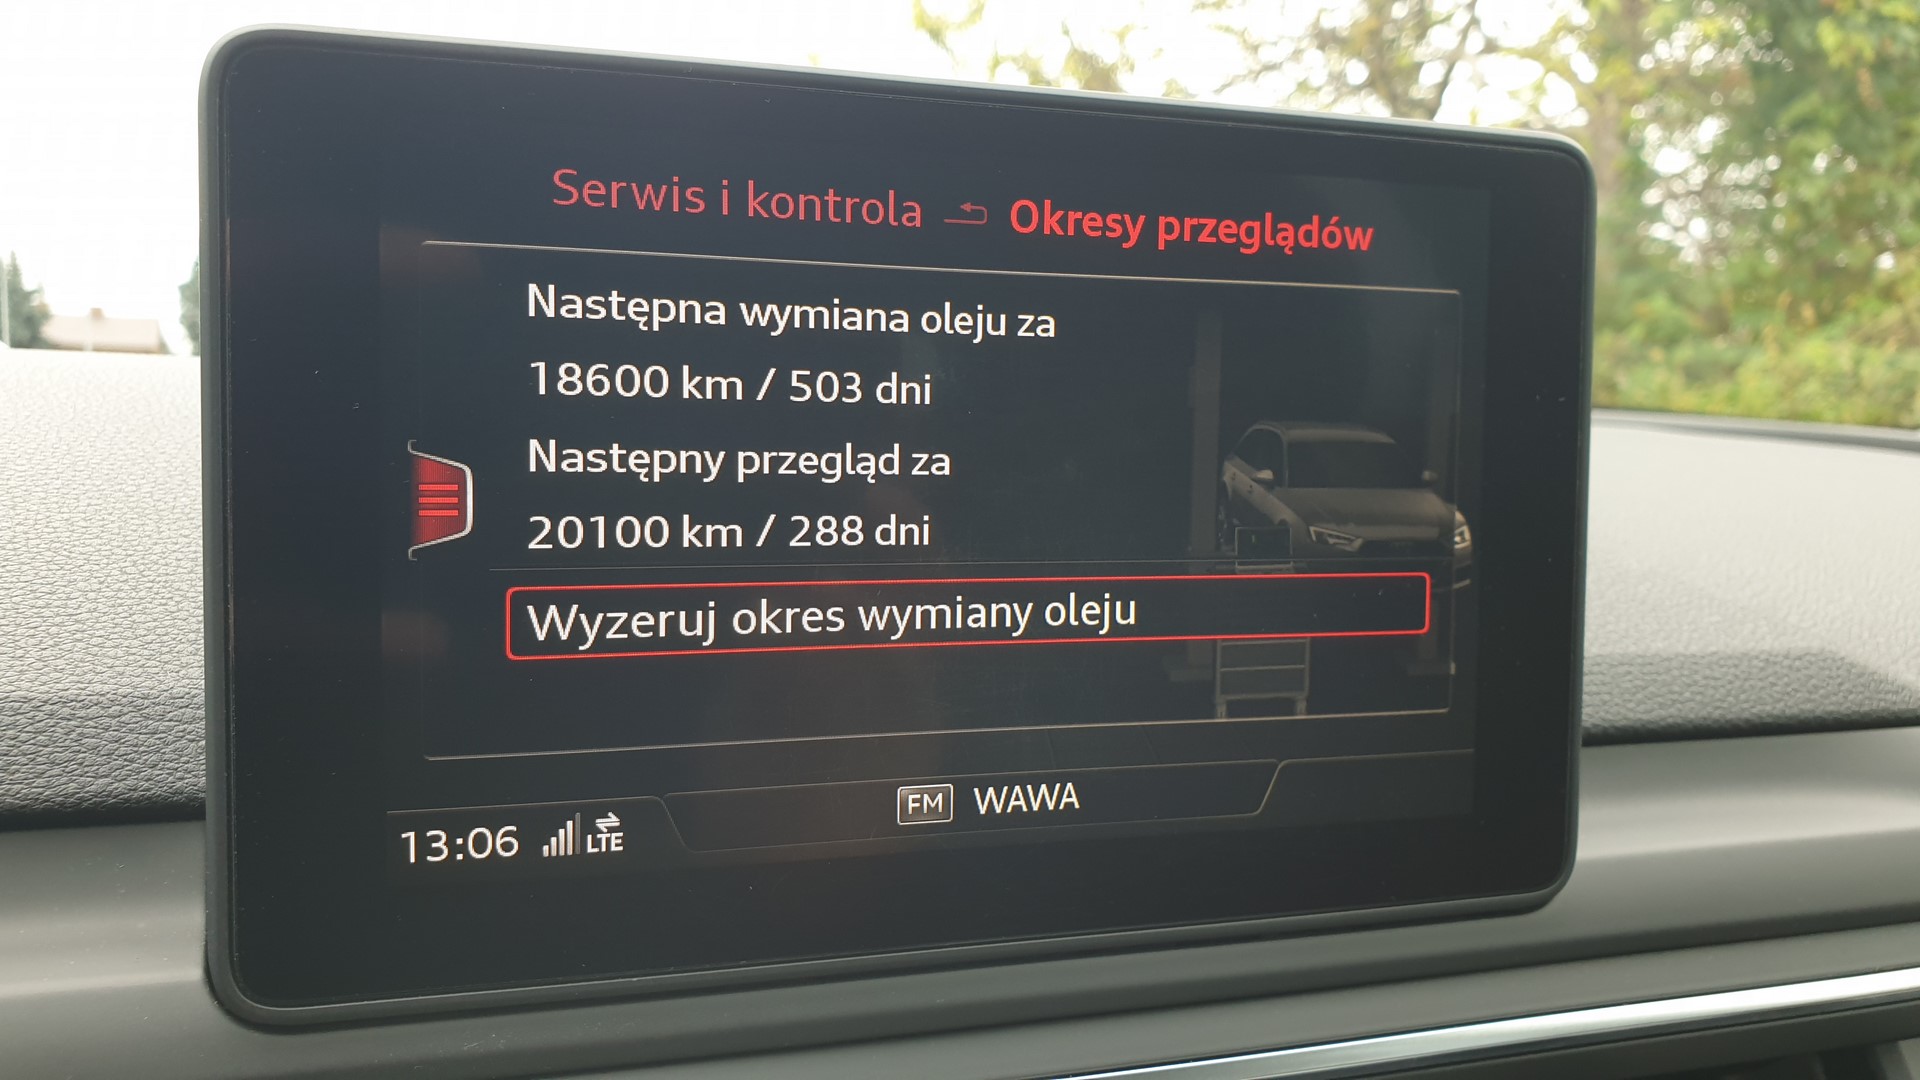 Serwis i kontrola Okresy przeglądów
Następna wymiana oleju za
18600 km / 503 dni
Następny przegląd za
20100 km / 288 dni
Wyzeruj okres wymiany oleju
FM WAWA
13:06 LTE